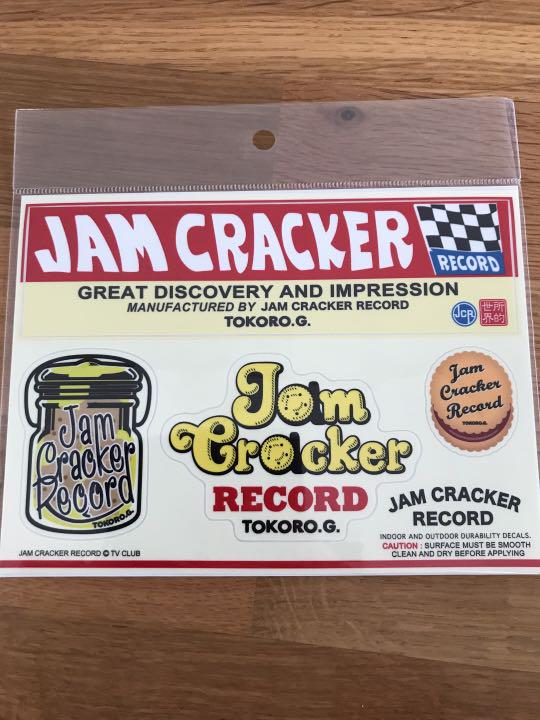 JAM CRACKER
RECORD
GREAT DISCOVERY AND IMPRESSION
MANUFACTURED BY JAM CRACKER RECORD
TOKORO.G.
JCR
世界的
所
Jam
Cracker
Record
TOKORO.G.
Jam
Cracker
RECORD
TOKORO.G.
Jam
Cracker
Record
TOKORO.G.
JAM CRACKER
RECORD
INDOOR AND OUTDOOR DURABILITY DECALS.
CAUTION : SURFACE MUST BE SMOOTH
CLEAN AND DRY BEFORE APPLYING
JAM CRACKER RECORD © TV CLUB